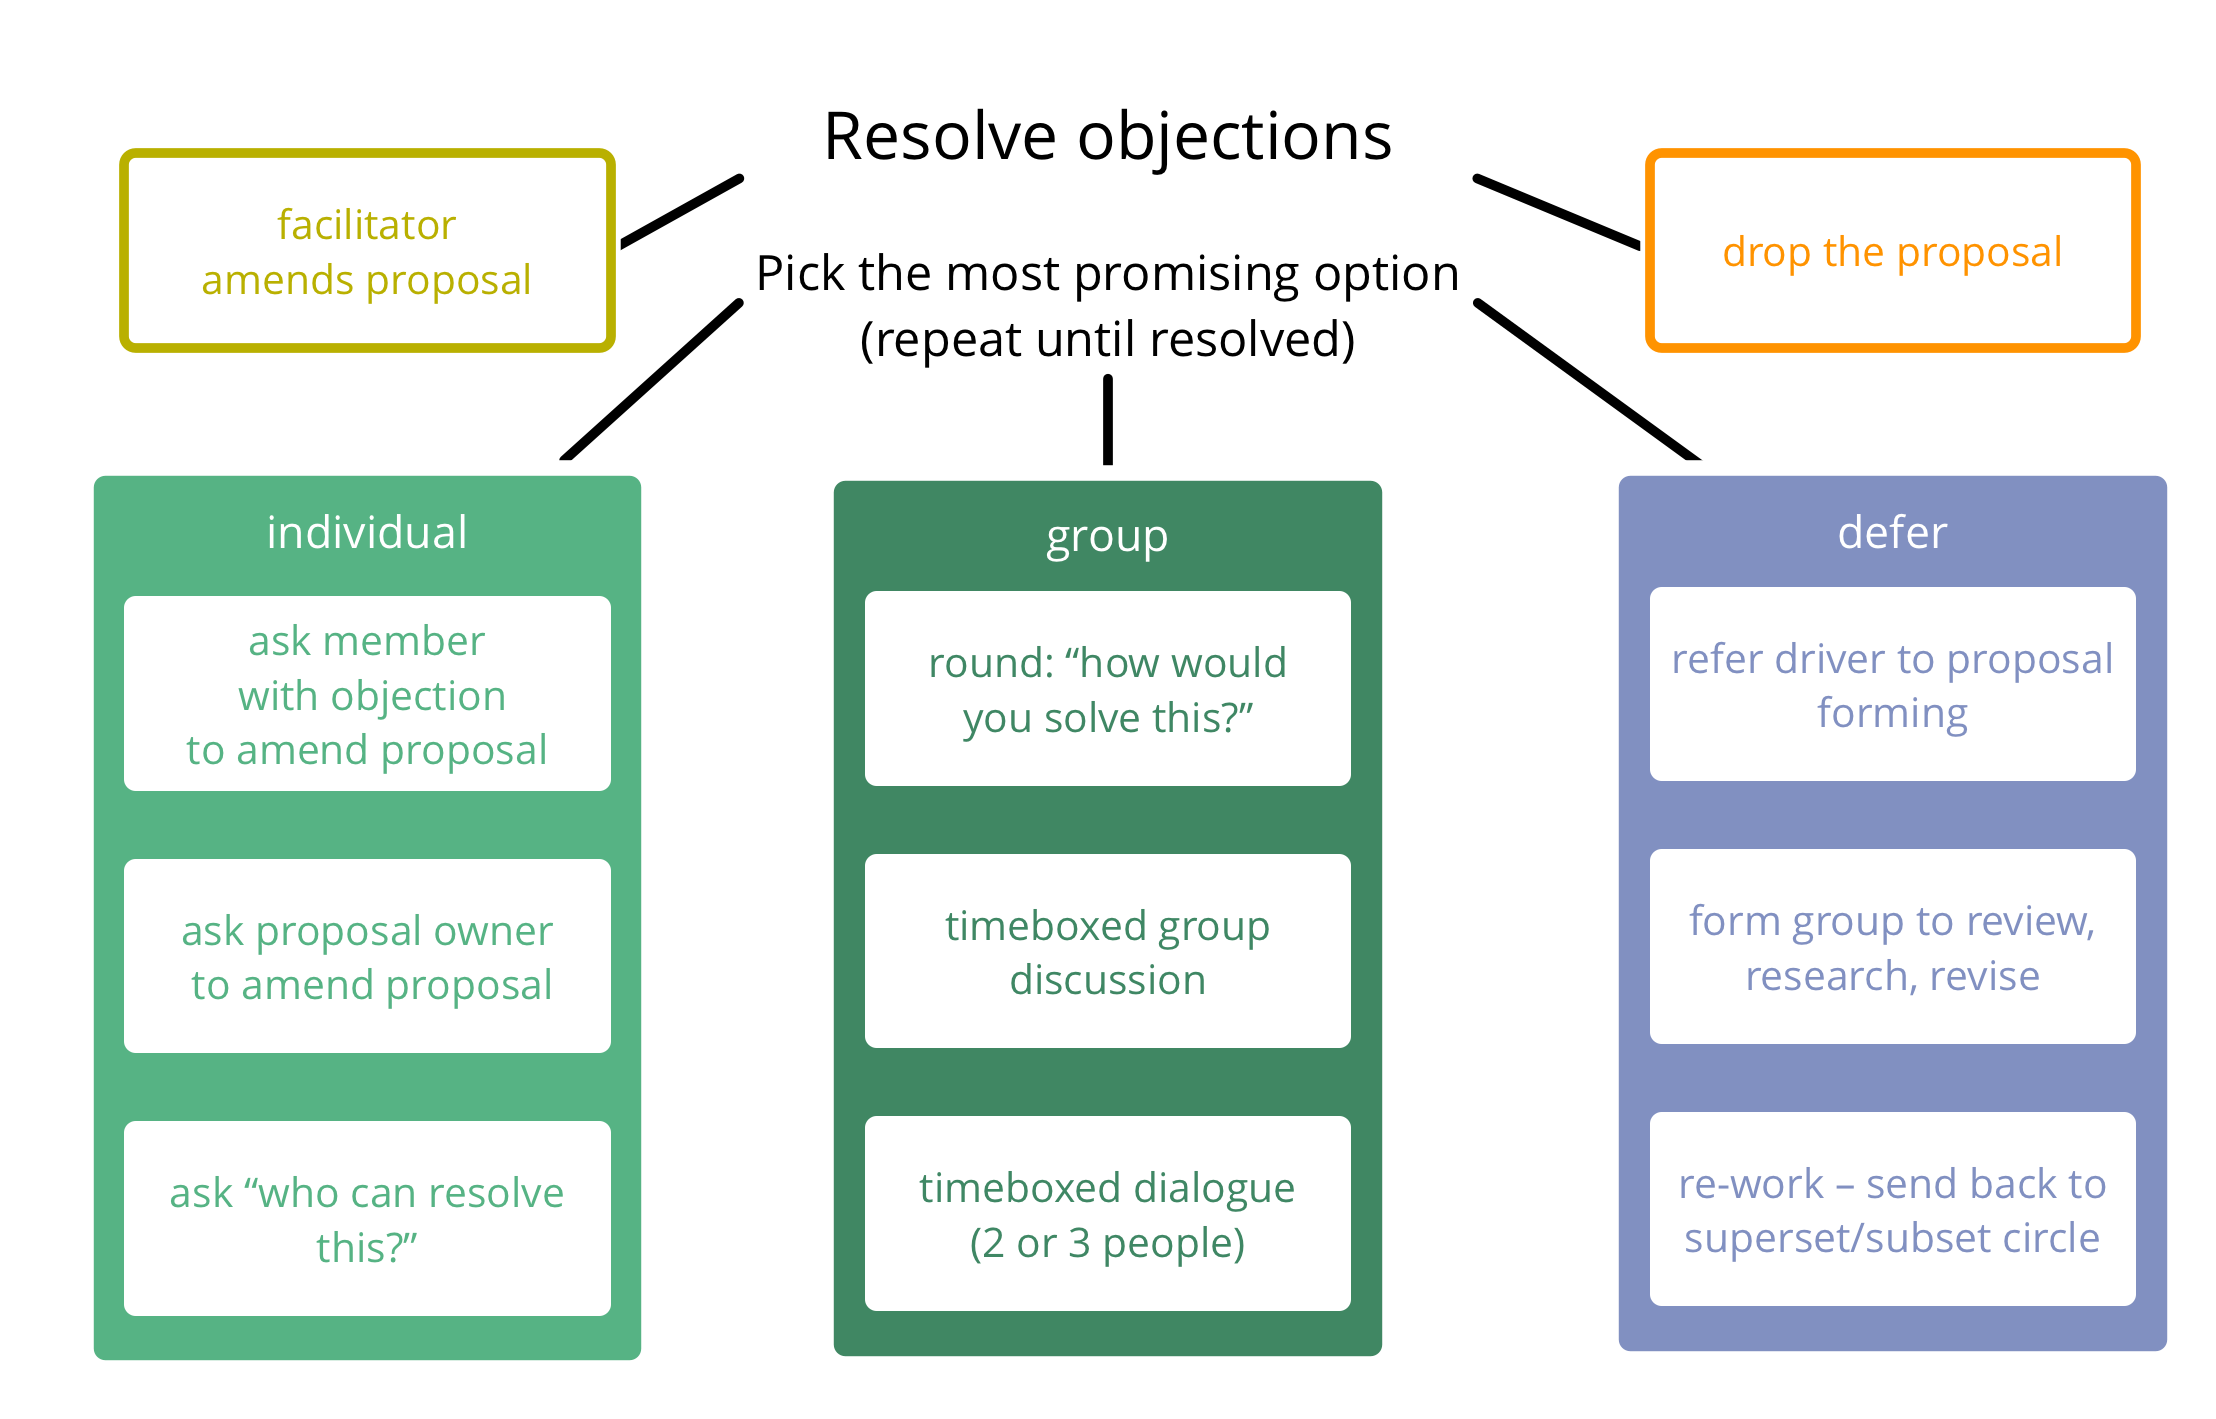 Resolve objections
Pick the most promising option
(repeat until resolved)
facilitator
amends proposal
drop the proposal
individual
ask member
with objection
to amend proposal
ask proposal owner
to amend proposal
ask “who can resolve
this?”
group
round: “how would
you solve this?”
timeboxed group
discussion
timeboxed dialogue
(2 or 3 people)
defer
refer driver to proposal
forming
form group to review,
research, revise
re-work – send back to
superset/subset circle